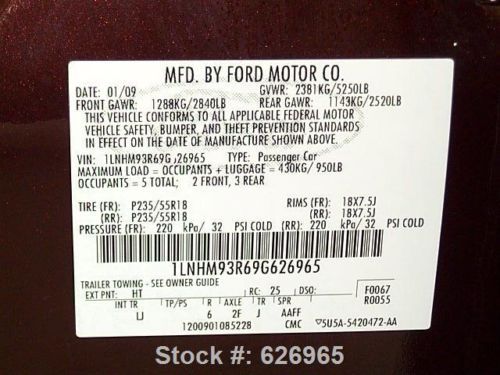 MFD. BY FORD MOTOR CO.
DATE: 01/09 GVWR: 2381KG/5250LB
FRONT GAWR: 1288KG/2840LB REAR GAWR: 1143KG/2520LB
THIS VEHICLE CONFORMS TO ALL APPLICABLE FEDERAL MOTOR
VEHICLE SAFETY, BUMPER, AND THEFT PREVENTION STANDARDS
IN EFFECT ON THE DATE OF MANUFACTURE SHOWN ABOVE.
VIN: 1LNHM93R69G626965 TYPE: Passenger Car
MAXIMUM LOAD = OCCUPANTS + LUGGAGE = 430KG/ 950LB
OCCUPANTS = 5 TOTAL; 2 FRONT, 3 REAR
TIRE (FR): P235/55R18 RIMS (FR): 18X7.5J
(RR): P235/55R18 (RR): 18X7.5J
PRESSURE (FR): 220 kPa/ 32 PSI COLD (RR): 220 kPa/ 32 PSI COLD
1LNHM93R69G626965
TRAILER TOWING - SEE OWNER GUIDE
EXT PNT: HT RC: 25 DSO: F0067
R0055
INT TR TP/PS R AXLE TR SPR
IJ 6 2F J AAFF
1200901085228 CMC ▽5U5A-5420472-AA
Stock #: 626965